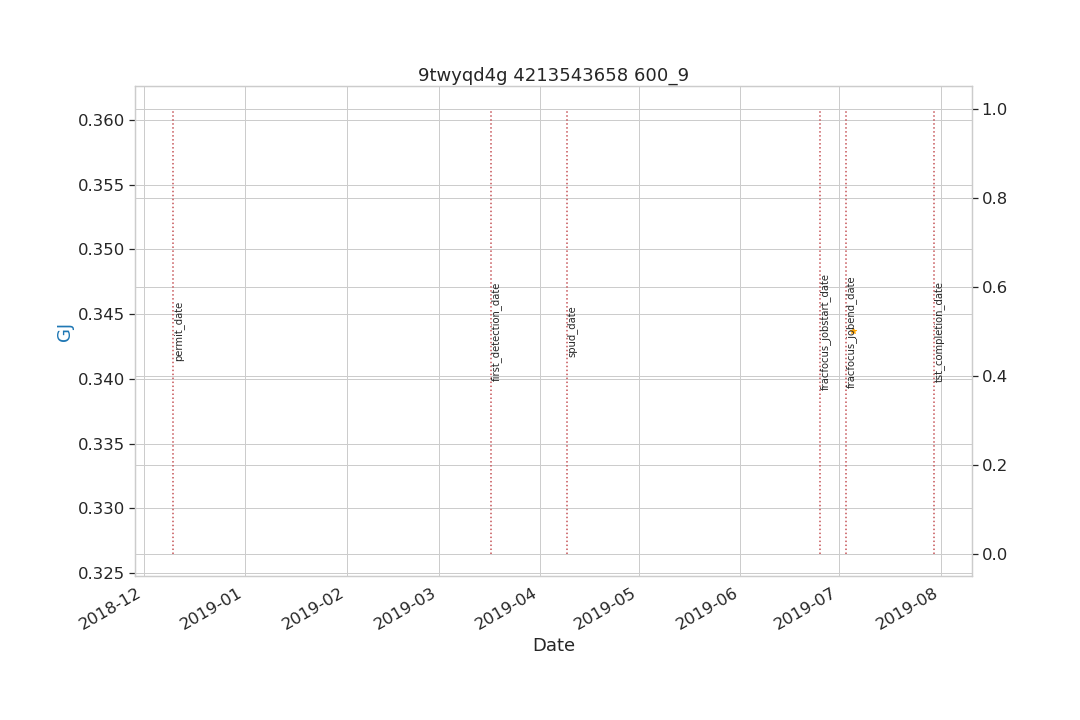 9twyqd4g 4213543658 600_9
0.360
0.355
0.350
0.345
0.340
0.335
0.330
0.325
GJ
1.0
0.8
0.6
0.4
0.2
0.0
permit_date
first_detection_date
spud_date
fracfocus_jobstart_date
fracfocus_jobend_date
tst_completion_date
2018-12
2019-01
2019-02
2019-03
2019-04
2019-05
2019-06
2019-07
2019-08
Date